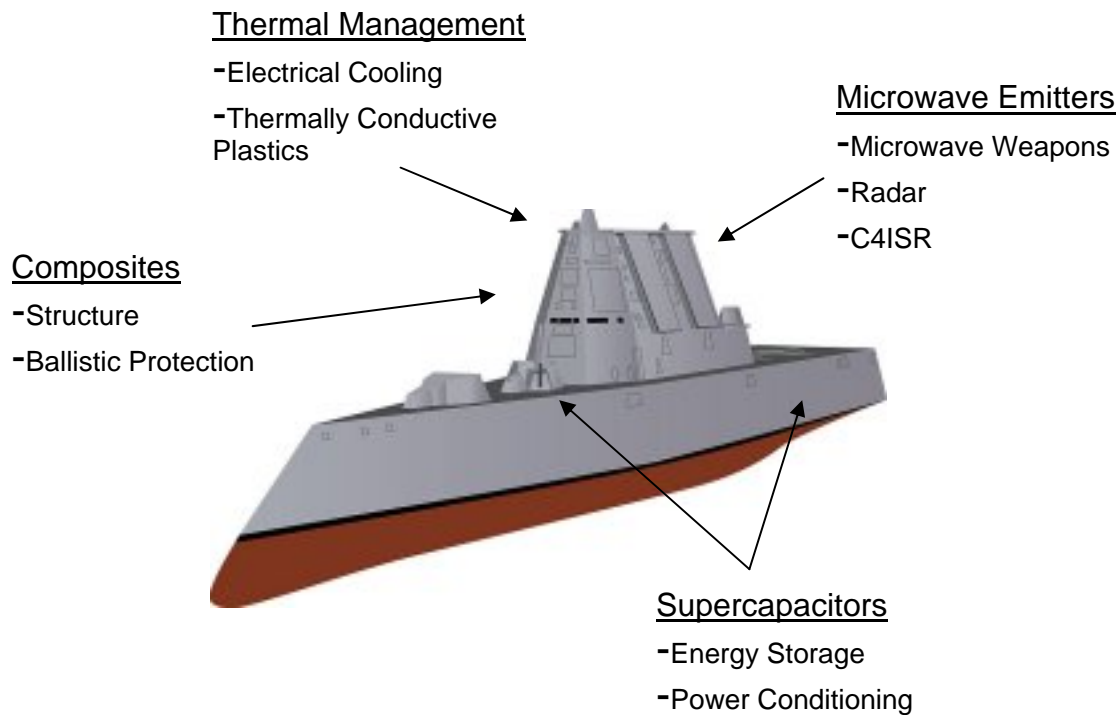 Thermal Management
-Electrical Cooling
-Thermally Conductive
Plastics
Microwave Emitters
-Microwave Weapons
-Radar
-C4ISR
Composites
-Structure
-Ballistic Protection
Supercapacitors
-Energy Storage
-Power Conditioning